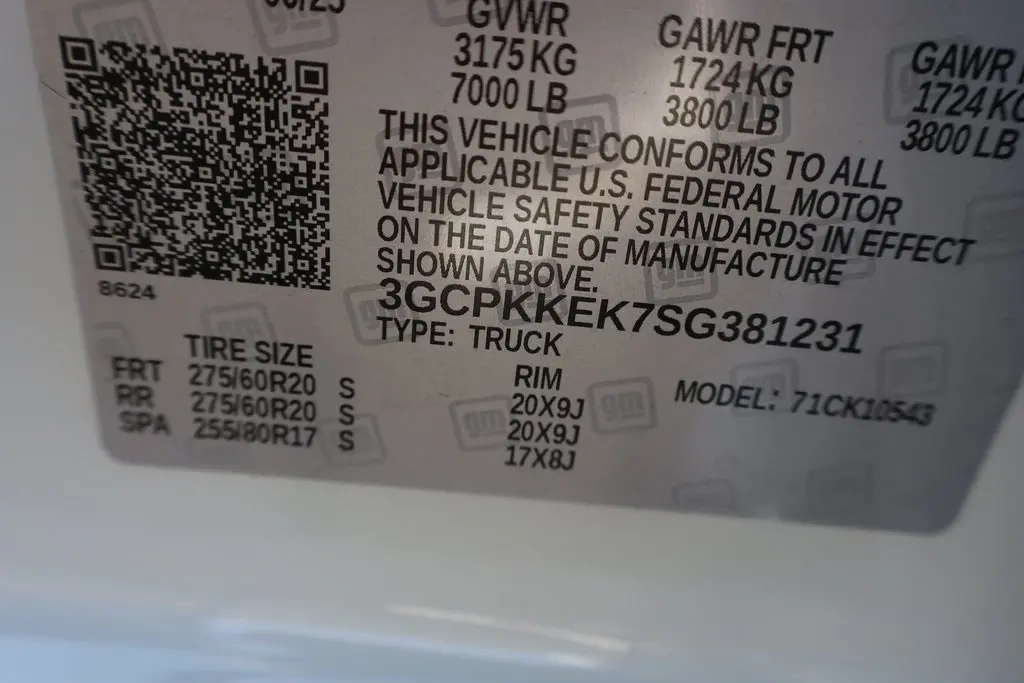 GVWR
3175 KG
7000 LB
GAWR FRT
1724 KG
3800 LB
GAWR
1724 KG
3800 LB
THIS VEHICLE CONFORMS TO ALL
APPLICABLE U.S. FEDERAL MOTOR
VEHICLE SAFETY STANDARDS IN EFFECT
ON THE DATE OF MANUFACTURE
SHOWN ABOVE.
3GCPKKEK7SG381231
TYPE: TRUCK
8624
TIRE SIZE RIM MODEL: 71CK10543
FRT 275/60R20 S 20X9J
RR 275/60R20 S 20X9J
SPA 255/80R17 S 17X8J
gm